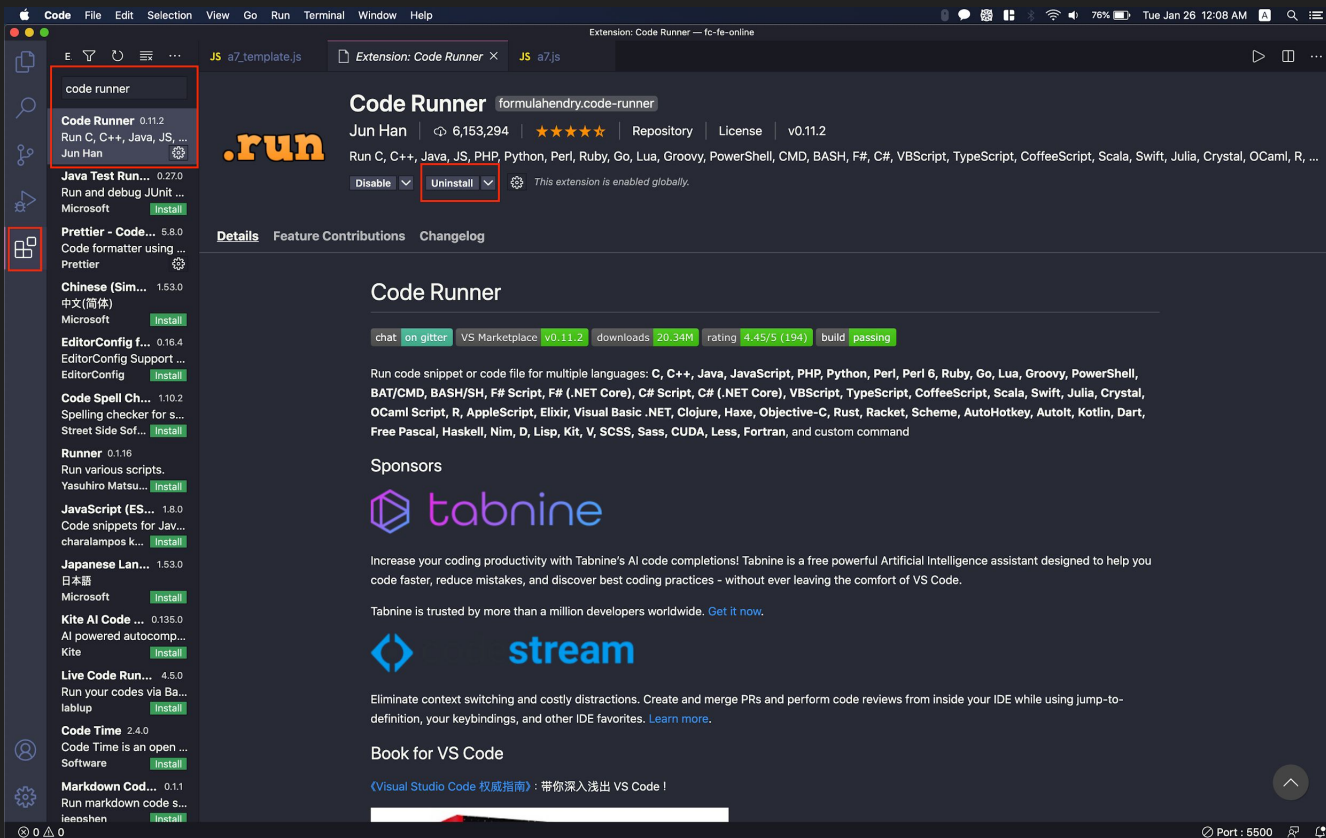 Code File Edit Selection View Go Run Terminal Window Help
76% Tue Jan 26 12:08 AM A
Extension: Code Runner — fc-fe-online
E
JS a7_template.js
Extension: Code Runner
JS a7.js
code runner
Code Runner 0.11.2
Run C, C++, Java, JS, ...
Jun Han
Java Test Run... 0.27.0
Run and debug JUnit ...
Microsoft Install
Prettier - Code... 5.8.0
Code formatter using ...
Prettier
Chinese (Sim... 1.53.0
中文(简体)
Microsoft Install
EditorConfig f... 0.16.4
EditorConfig Support ...
EditorConfig Install
Code Spell Ch... 1.10.2
Spelling checker for s...
Street Side Sof... Install
Runner 0.1.16
Run various scripts.
Yasuhiro Matsu... Install
JavaScript (ES... 1.8.0
Code snippets for Jav...
charalampos k... Install
Japanese Lan... 1.53.0
日本語
Microsoft Install
Kite AI Code ... 0.135.0
AI powered autocomp...
Kite Install
Live Code Run... 4.5.0
Run your codes via Ba...
lablup Install
Code Time 2.4.0
Code Time is an open ...
Software Install
Markdown Cod... 0.1.1
Run markdown code s...
jeepshen Install
.run
Code Runner formulahendry.code-runner
Jun Han 6,153,294 Repository License v0.11.2
Run C, C++, Java, JS, PHP, Python, Perl, Ruby, Go, Lua, Groovy, PowerShell, CMD, BASH, F#, C#, VBScript, TypeScript, CoffeeScript, Scala, Swift, Julia, Crystal, OCaml, R, ...
Disable Uninstall This extension is enabled globally.
Details Feature Contributions Changelog
Code Runner
chat on gitter VS Marketplace v0.11.2 downloads 20.34M rating 4.45/5 (194) build passing
Run code snippet or code file for multiple languages: C, C++, Java, JavaScript, PHP, Python, Perl, Perl 6, Ruby, Go, Lua, Groovy, PowerShell,
BAT/CMD, BASH/SH, F# Script, F# (.NET Core), C# Script, C# (.NET Core), VBScript, TypeScript, CoffeeScript, Scala, Swift, Julia, Crystal,
OCaml Script, R, AppleScript, Elixir, Visual Basic .NET, Clojure, Haxe, Objective-C, Rust, Racket, Scheme, AutoHotkey, AutoIt, Kotlin, Dart,
Free Pascal, Haskell, Nim, D, Lisp, Kit, V, SCSS, Sass, CUDA, Less, Fortran, and custom command
Sponsors
tabnine
Increase your coding productivity with Tabnine's AI code completions! Tabnine is a free powerful Artificial Intelligence assistant designed to help you
code faster, reduce mistakes, and discover best coding practices - without ever leaving the comfort of VS Code.
Tabnine is trusted by more than a million developers worldwide. Get it now.
stream
Eliminate context switching and costly distractions. Create and merge PRs and perform code reviews from inside your IDE while using jump-to-
definition, your keybindings, and other IDE favorites. Learn more.
Book for VS Code
《Visual Studio Code 权威指南》: 带你深入浅出 VS Code !
0 0
Port : 5500